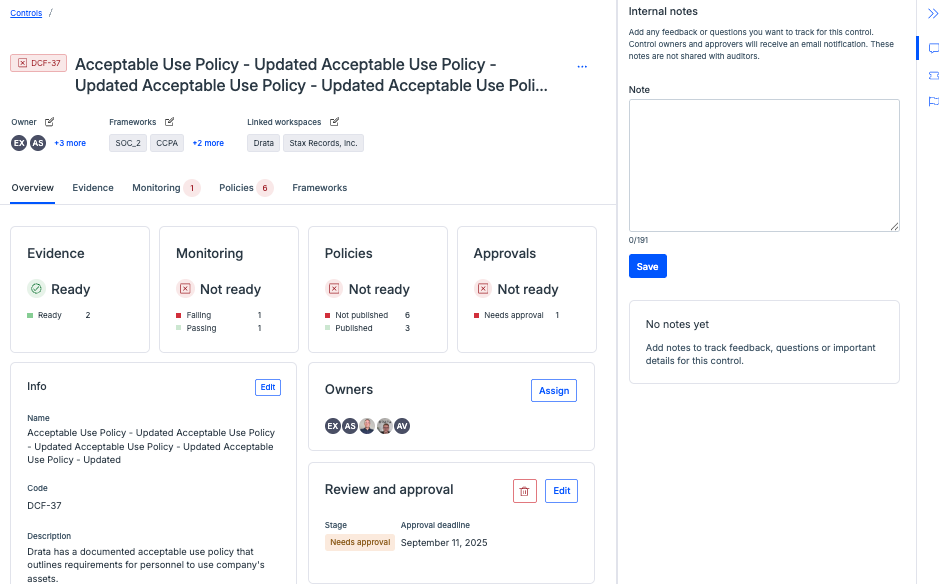 Controls /
DCF-37
Acceptable Use Policy - Updated Acceptable Use Policy -
Updated Acceptable Use Policy - Updated Acceptable Use Poli...
...
Owner
EX AS +3 more
Frameworks
SOC_2 CCPA +2 more
Linked workspaces
Drata Stax Records, Inc.
Overview Evidence Monitoring 1 Policies 6 Frameworks
Evidence
Ready
Ready 2
Monitoring
Not ready
Failing 1
Passing 1
Policies
Not ready
Not published 6
Published 3
Approvals
Not ready
Needs approval 1
Info
Edit
Name
Acceptable Use Policy - Updated Acceptable Use Policy
- Updated Acceptable Use Policy - Updated Acceptable
Use Policy - Updated
Code
DCF-37
Description
Drata has a documented acceptable use policy that
outlines requirements for personnel to use company's
assets.
Owners
Assign
EX AS AV
Review and approval
Edit
Stage
Needs approval
Approval deadline
September 11, 2025
Internal notes
Add any feedback or questions you want to track for this control.
Control owners and approvers will receive an email notification. These
notes are not shared with auditors.
Note
0/191
Save
No notes yet
Add notes to track feedback, questions or important
details for this control.